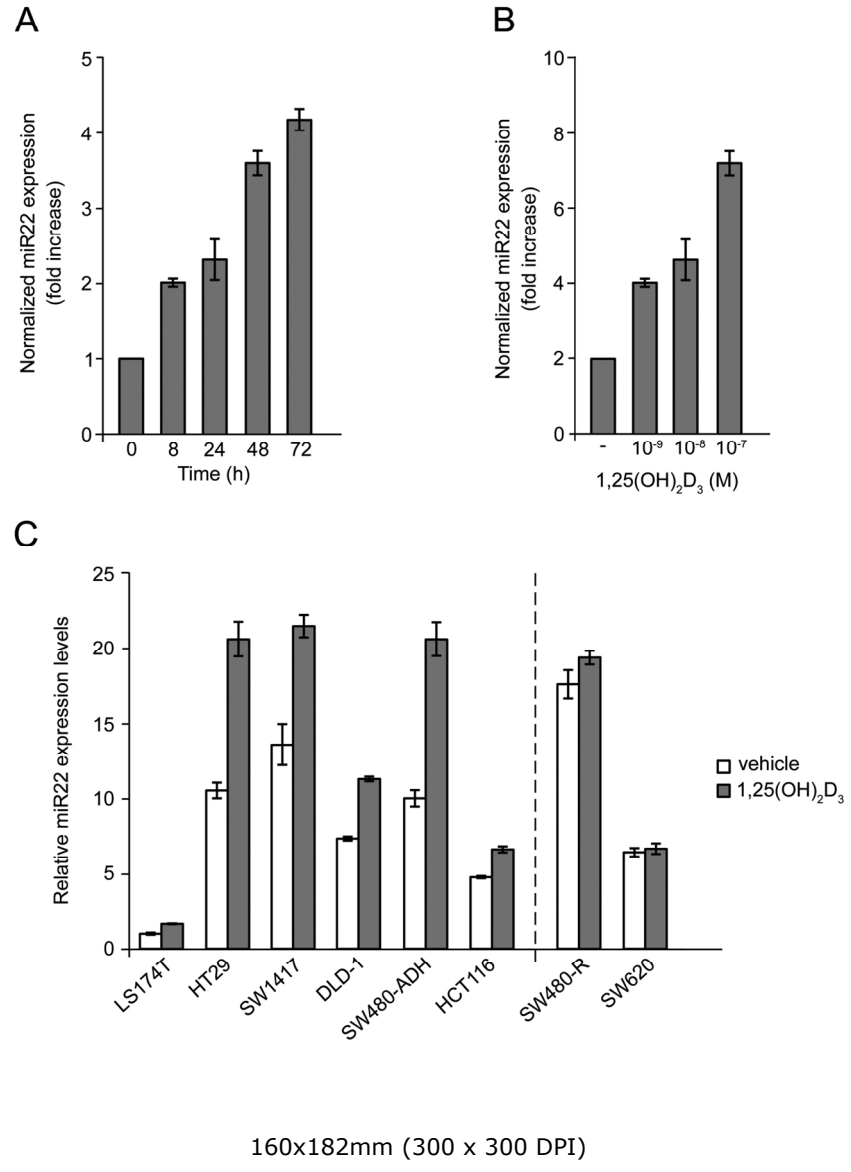 A
Normalized miR22 expression
(fold increase)
5
4
3
2
1
0
0 8 24 48 72
Time (h)
B
Normalized miR22 expression
(fold increase)
10
8
6
4
2
0
- 10⁻⁹ 10⁻⁸ 10⁻⁷
1,25(OH)₂D₃ (M)
C
Relative miR22 expression levels
25
20
15
10
5
0
LS174T
HT29
SW1417
DLD-1
SW480-ADH
HCT116
SW480-R
SW620
vehicle
1,25(OH)₂D₃
160x182mm (300 x 300 DPI)